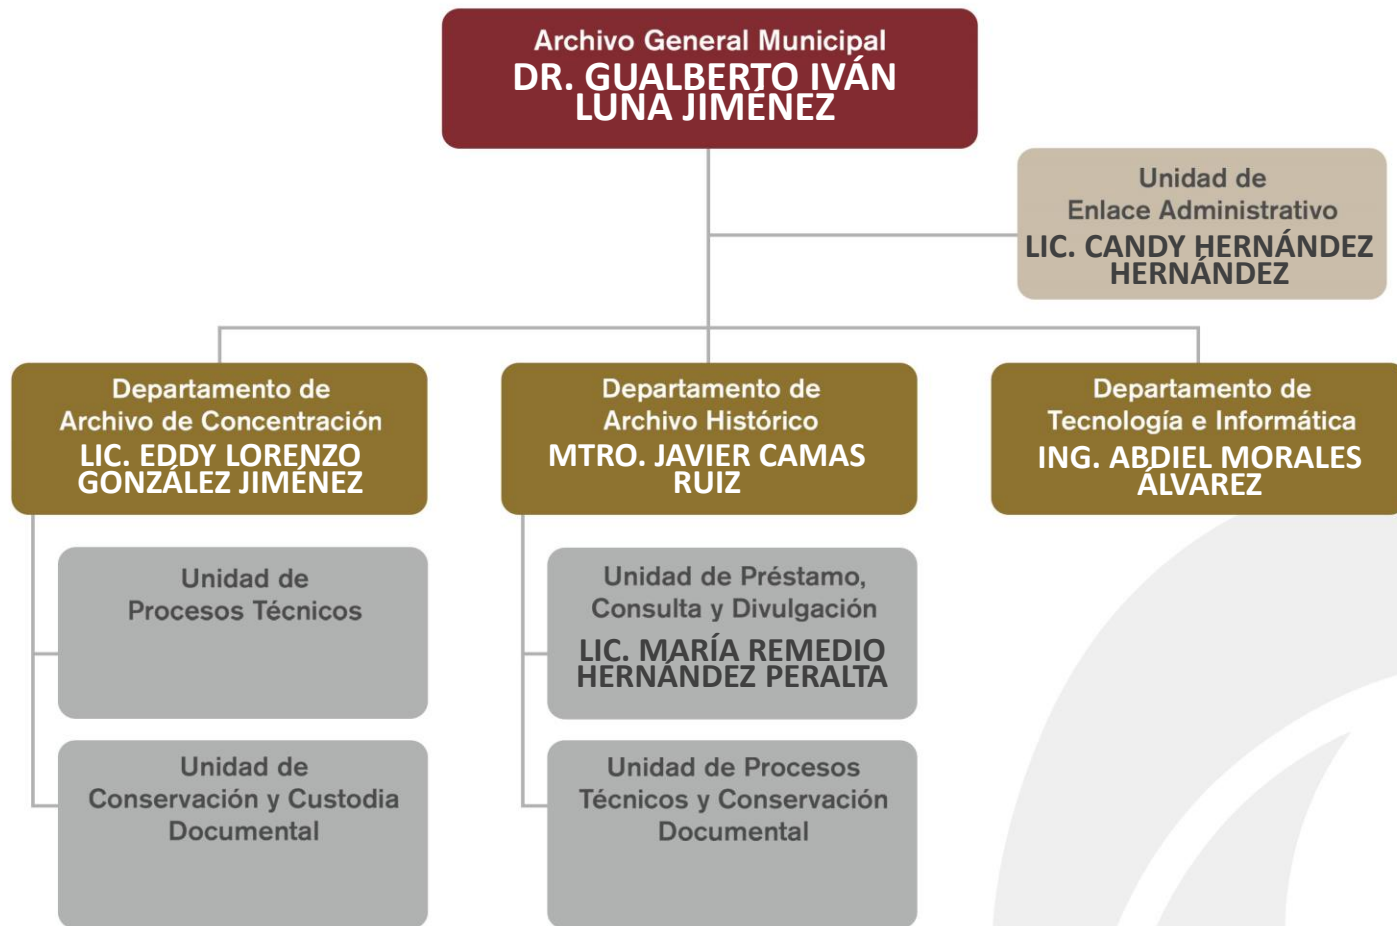 Archivo General Municipal
DR. GUALBERTO IVÁN
LUNA JIMÉNEZ
Unidad de
Enlace Administrativo
LIC. CANDY HERNÁNDEZ
HERNÁNDEZ
Departamento de
Archivo de Concentración
LIC. EDDY LORENZO
GONZÁLEZ JIMÉNEZ
Departamento de
Archivo Histórico
MTRO. JAVIER CAMAS
RUIZ
Departamento de
Tecnología e Informática
ING. ABDIEL MORALES
ÁLVAREZ
Unidad de
Procesos Técnicos
Unidad de Préstamo,
Consulta y Divulgación
LIC. MARÍA REMEDIO
HERNÁNDEZ PERALTA
Unidad de
Conservación y Custodia
Documental
Unidad de Procesos
Técnicos y Conservación
Documental